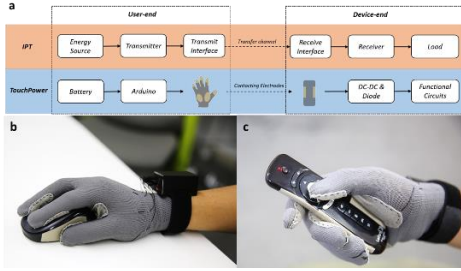 a
User-end
Device-end
IPT
Energy Source
Transmitter
Transmit Interface
Transfer channel
Receive Interface
Receiver
Load
TouchPower
Battery
Arduino
Contacting Electrodes
DC-DC & Diode
Functional Circuits
b
c